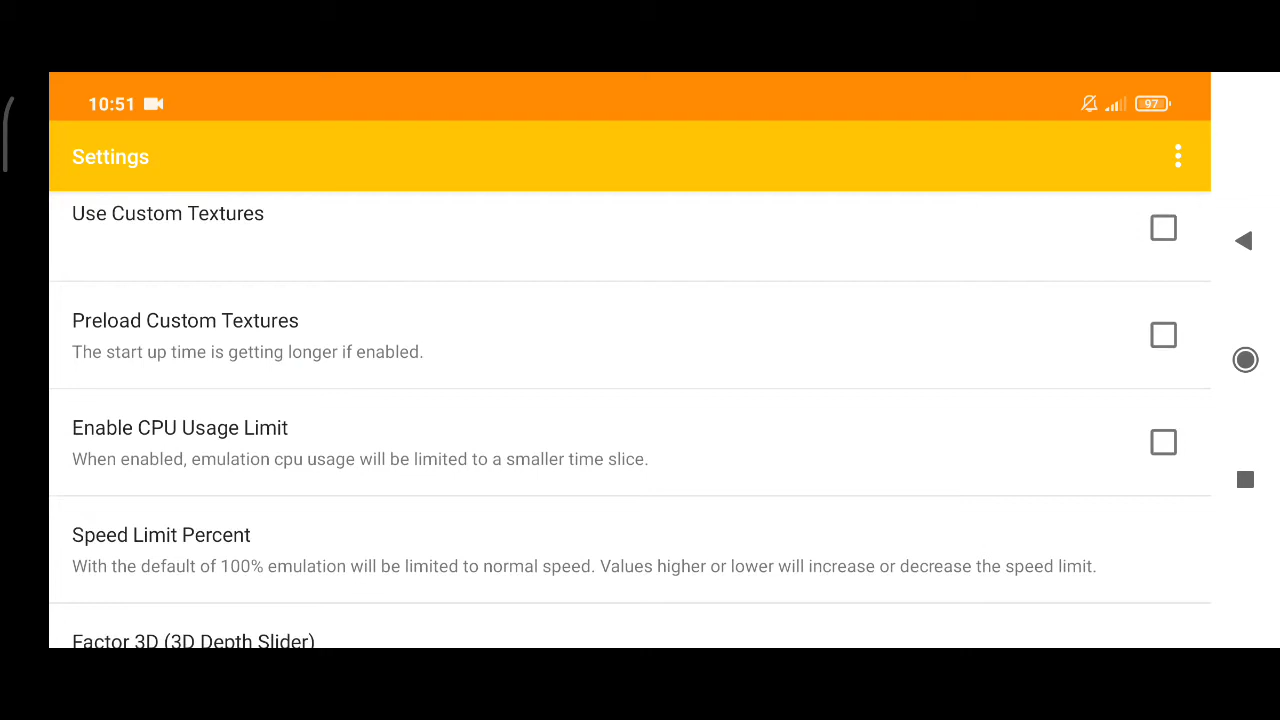 10:51
97
Settings
Use Custom Textures
Preload Custom Textures
The start up time is getting longer if enabled.
Enable CPU Usage Limit
When enabled, emulation cpu usage will be limited to a smaller time slice.
Speed Limit Percent
With the default of 100% emulation will be limited to normal speed. Values higher or lower will increase or decrease the speed limit.
Factor 3D (3D Depth Slider)